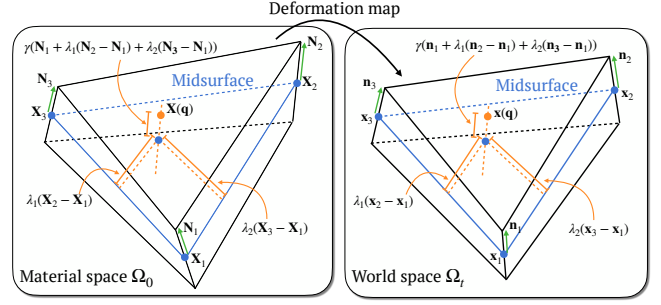 Deformation map
γ(N₁ + λ₁(N₂ − N₁) + λ₂(N₃ − N₁))
N₂
N₃
Midsurface
X₂
X₃
X(q)
λ₁(X₂ − X₁)
N₁
λ₂(X₃ − X₁)
X₁
Material space Ω₀
γ(n₁ + λ₁(n₂ − n₁) + λ₂(n₃ − n₁))
n₂
n₃
Midsurface
x₂
x₃
x(q)
λ₁(x₂ − x₁)
n₁
λ₂(x₃ − x₁)
x₁
World space Ωₜ